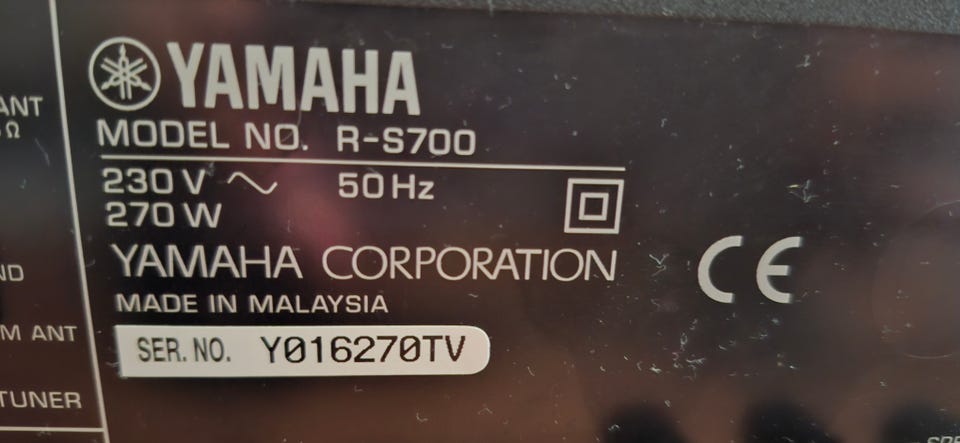 YAMAHA
MODEL NO. R-S700
230 V ~ 50 Hz
270 W
YAMAHA CORPORATION
CE
MADE IN MALAYSIA
SER. NO. Y016270TV
ANT
Ω
ND
M ANT
TUNER